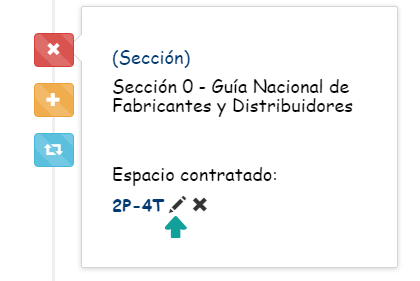 (Sección)
Sección 0 - Guía Nacional de
Fabricantes y Distribuidores
Espacio contratado:
2P-4T